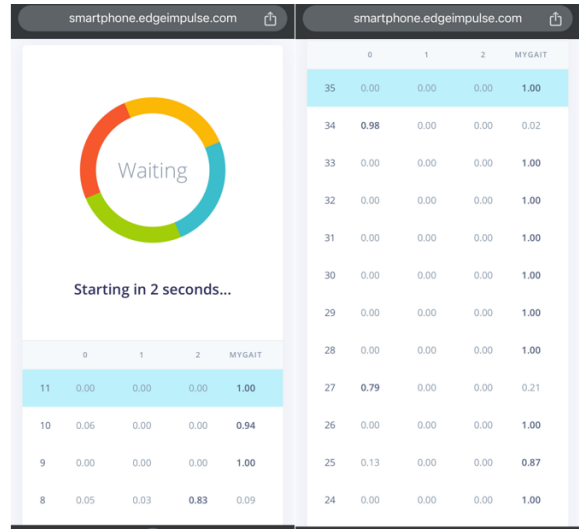 smartphone.edgeimpulse.com
Waiting
Starting in 2 seconds...
0 1 2 MYGAIT
11 0.00 0.00 0.00 1.00
10 0.06 0.00 0.00 0.94
9 0.00 0.00 0.00 1.00
8 0.05 0.03 0.83 0.09
smartphone.edgeimpulse.com
0 1 2 MYGAIT
35 0.00 0.00 0.00 1.00
34 0.98 0.00 0.00 0.02
33 0.00 0.00 0.00 1.00
32 0.00 0.00 0.00 1.00
31 0.00 0.00 0.00 1.00
30 0.00 0.00 0.00 1.00
29 0.00 0.00 0.00 1.00
28 0.00 0.00 0.00 1.00
27 0.79 0.00 0.00 0.21
26 0.00 0.00 0.00 1.00
25 0.13 0.00 0.00 0.87
24 0.00 0.00 0.00 1.00